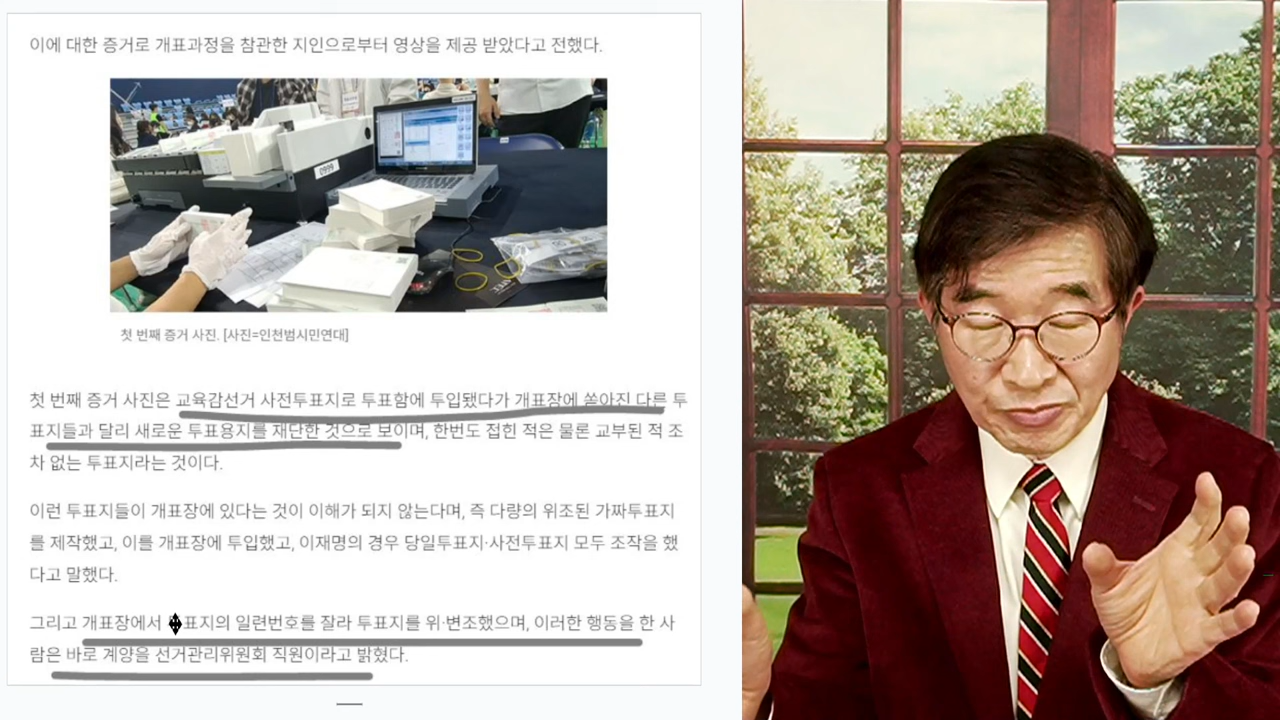 이에 대한 증거로 개표과정을 참관한 지인으로부터 영상을 제공 받았다고 전했다.
0999
첫 번째 증거 사진. [사진=인천범시민연대]
첫 번째 증거 사진은 교육감선거 사전투표지로 투표함에 투입됐다가 개표장에 쏟아진 다른 투
표지들과 달리 새로운 투표용지를 재단한 것으로 보이며, 한번도 접힌 적은 물론 교부된 적 조
차 없는 투표지라는 것이다.
이런 투표지들이 개표장에 있다는 것이 이해가 되지 않는다며, 즉 다량의 위조된 가짜투표지
를 제작했고, 이를 개표장에 투입했고, 이재명의 경우 당일투표지·사전투표지 모두 조작을 했
다고 말했다.
그리고 개표장에서 표지의 일련번호를 잘라 투표지를 위·변조했으며, 이러한 행동을 한 사
람은 바로 계양을 선거관리위원회 직원이라고 밝혔다.